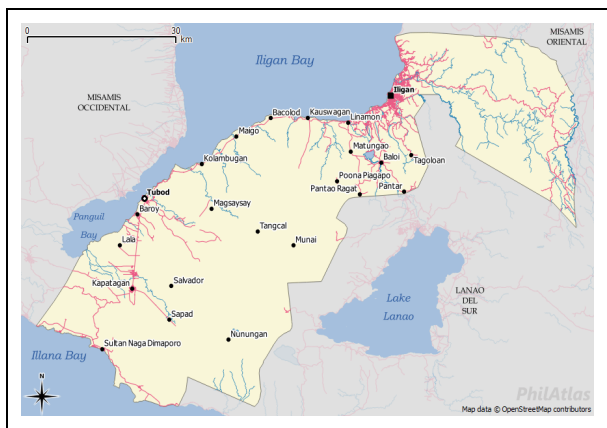 0
30
km
MISAMIS
ORIENTAL
Iligan Bay
MISAMIS
OCCIDENTAL
Iligan
Bacolod
Kauswagan
Linamon
Maigo
Matungao
Kolambugan
Baloi
Tagoloan
Poona Piagapo
Tubod
Pantao Ragat
Pantar
Baroy
Magsaysay
Panguil
Bay
Tangcal
Lala
Munai
Kapatagan
Salvador
Lake
Lanao
LANAO
DEL
SUR
Sapad
Nunungan
Sultan Naga Dimaporo
Illana Bay
N
PhilAtlas
Map data © OpenStreetMap contributors